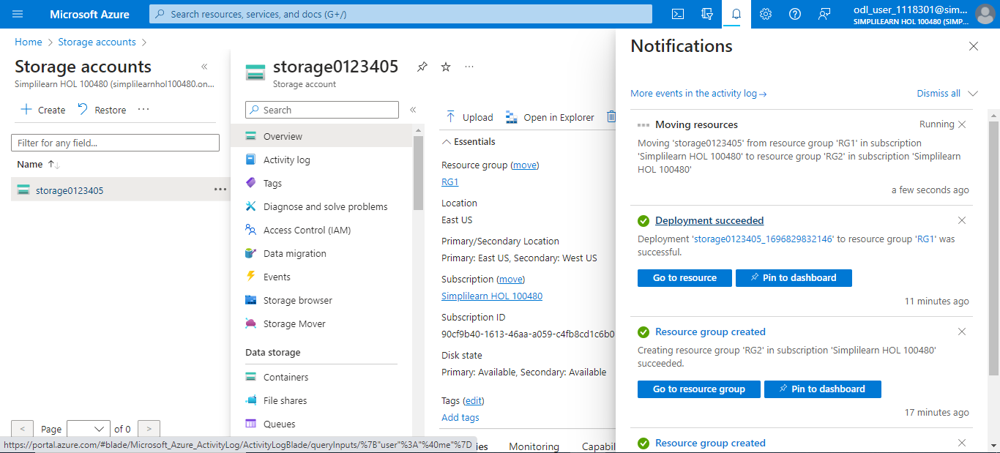 Microsoft Azure
Search resources, services, and docs (G+/)
odl_user_1118301@sim...
SIMPLILEARN HOL 100480 (SIMP...
Home > Storage accounts >
Storage accounts
«
Simplilearn HOL 100480 (simplilearnhol100480.on...
+ Create
Restore
...
Filter for any field...
Name ↑↓
storage0123405
...
< Page
of 0 >
storage0123405
...
Storage account
Search
«
Overview
Activity log
Tags
Diagnose and solve problems
Access Control (IAM)
Data migration
Events
Storage browser
Storage Mover
Data storage
Containers
File shares
Queues
Upload
Open in Explorer
Essentials
Resource group (move)
RG1
Location
East US
Primary/Secondary Location
Primary: East US, Secondary: West US
Subscription (move)
Simplilearn HOL 100480
Subscription ID
90cf9b40-1613-46aa-a059-c4fb8cd1c6b0
Disk state
Primary: Available, Secondary: Available
Tags (edit)
Add tags
ies
Monitoring
Capabil
Notifications
More events in the activity log →
Dismiss all
Moving resources
Running
Moving 'storage0123405' from resource group 'RG1' in subscription
'Simplilearn HOL 100480' to resource group 'RG2' in subscription 'Simplilearn
HOL 100480'
a few seconds ago
Deployment succeeded
Deployment 'storage0123405_1696829832146' to resource group 'RG1' was
successful.
Go to resource
Pin to dashboard
11 minutes ago
Resource group created
Creating resource group 'RG2' in subscription 'Simplilearn HOL 100480'
succeeded.
Go to resource group
Pin to dashboard
17 minutes ago
Resource group created
https://portal.azure.com/#blade/Microsoft_Azure_ActivityLog/ActivityLogBlade/queryInputs/%7B"user"%3A"%40me"%7D